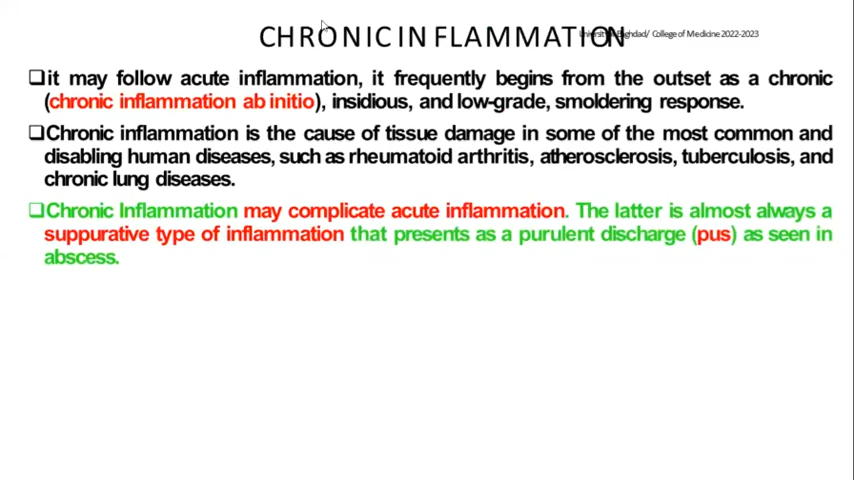 CHRONIC INFLAMMATION
University of Baghdad/ College of Medicine 2022-2023
❑it may follow acute inflammation, it frequently begins from the outset as a chronic
(chronic inflammation ab initio), insidious, and low-grade, smoldering response.
❑Chronic inflammation is the cause of tissue damage in some of the most common and
disabling human diseases, such as rheumatoid arthritis, atherosclerosis, tuberculosis, and
chronic lung diseases.
❑Chronic Inflammation may complicate acute inflammation. The latter is almost always a
suppurative type of inflammation that presents as a purulent discharge (pus) as seen in
abscess.